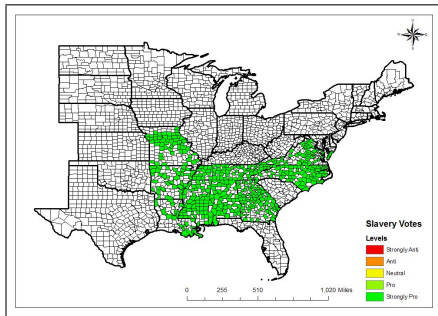 Slavery Votes
Levels
Strongly Anti
Anti
Neutral
Pro
Strongly Pro
0 255 510 1,020 Miles